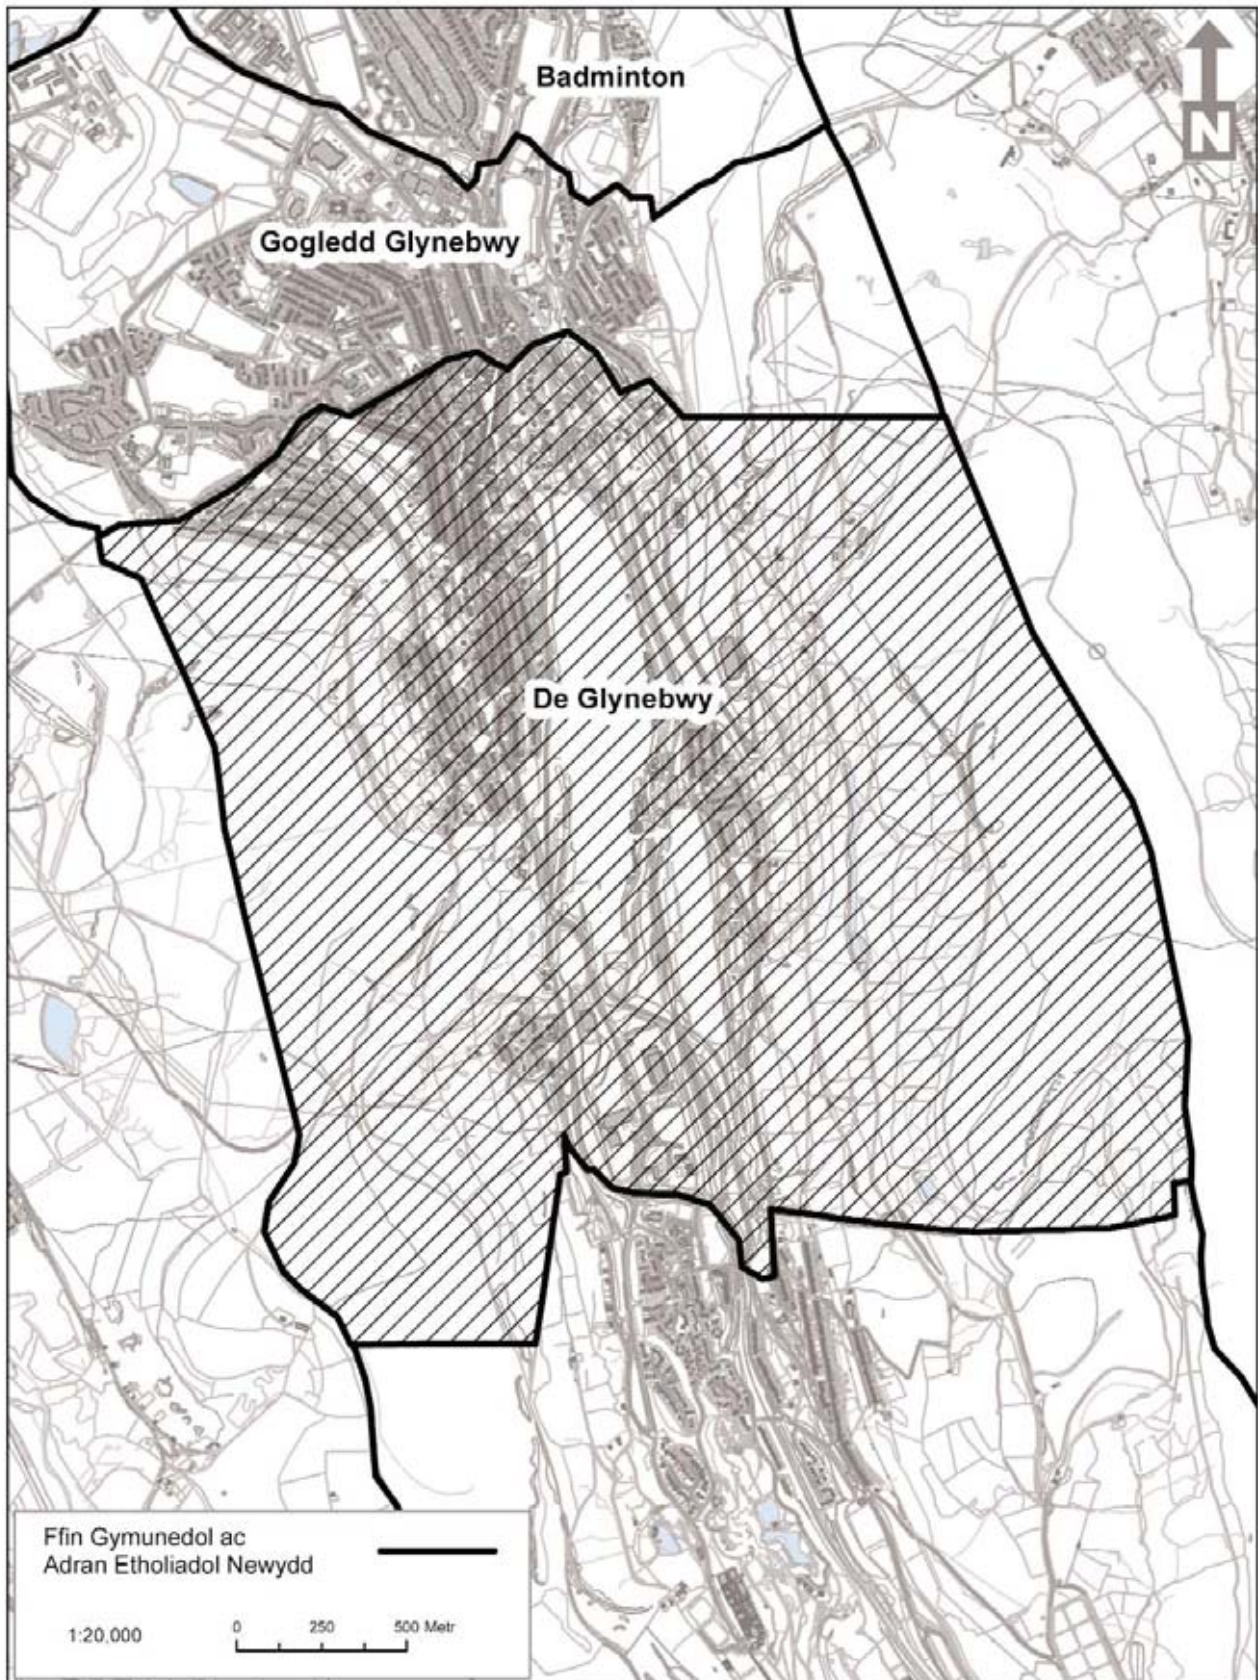 Badminton
N
Gogledd Glynebwy
De Glynebwy
Ffin Gymunedol ac
Adran Etholiadol Newydd
1:20,000
0 250 500 Metr